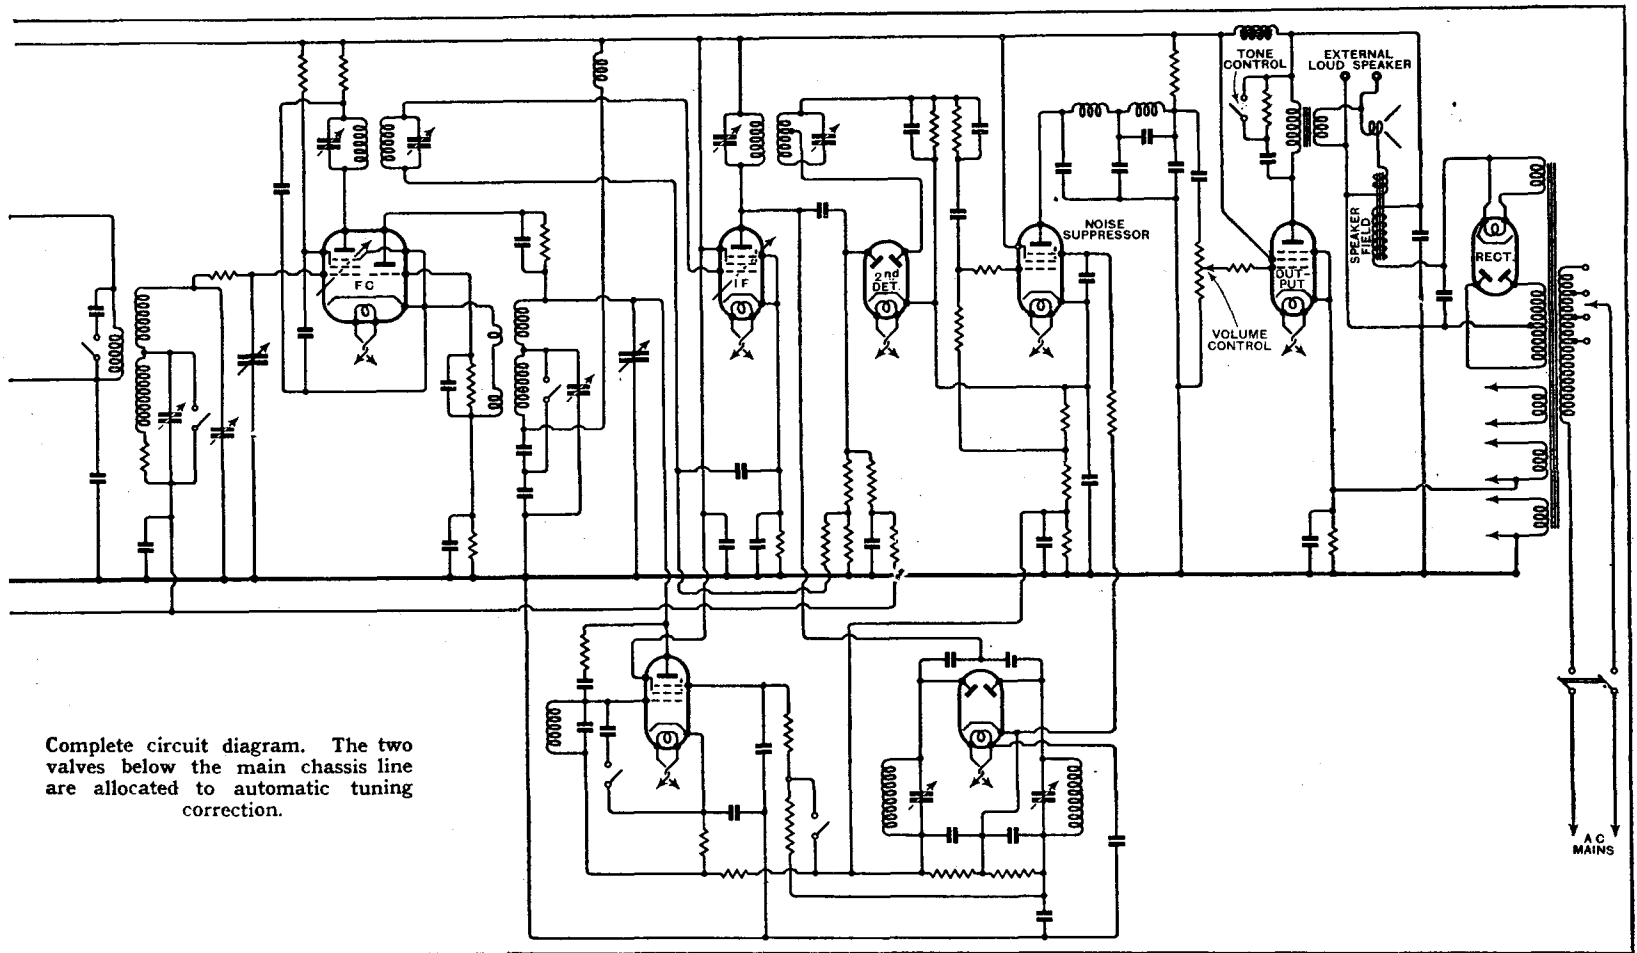 TONE
CONTROL
EXTERNAL
LOUD SPEAKER
FC
IF
2nd
DET.
NOISE
SUPPRESSOR
SPEAKER
FIELD
OUT-
PUT
RECT.
VOLUME
CONTROL
Complete circuit diagram. The two
valves below the main chassis line
are allocated to automatic tuning
correction.
AC
MAINS